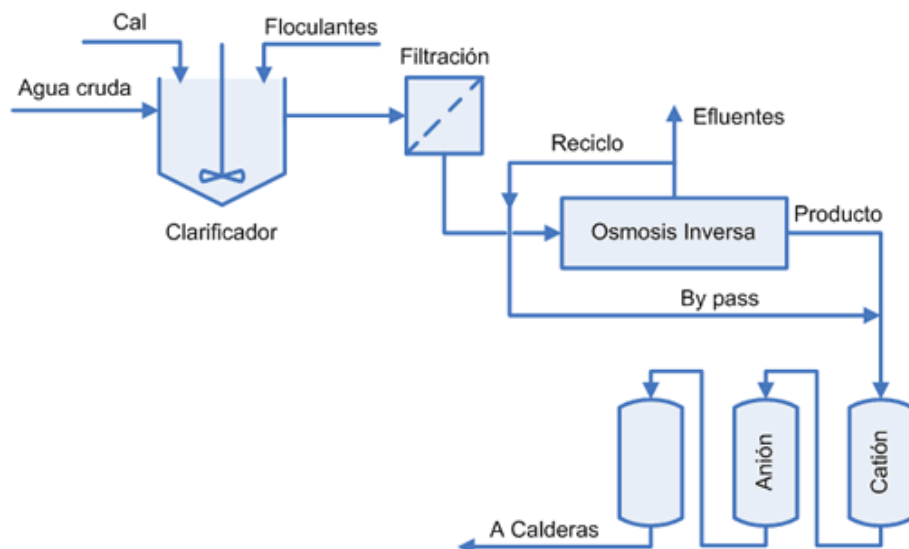 Cal
Floculantes
Agua cruda
Filtración
Clarificador
Efluentes
Reciclo
Osmosis Inversa
Producto
By pass
Anión
Catión
A Calderas